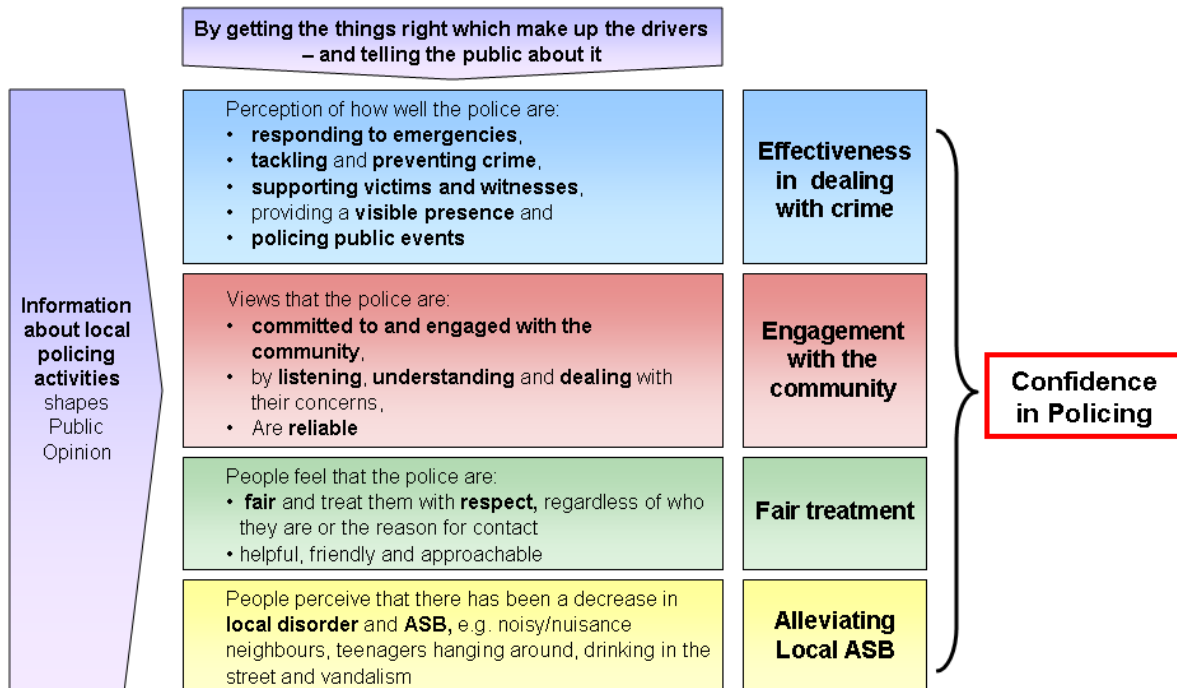 By getting the things right which make up the drivers
– and telling the public about it
Information
about local
policing
activities
shapes
Public
Opinion
Perception of how well the police are:
• responding to emergencies,
• tackling and preventing crime,
• supporting victims and witnesses,
• providing a visible presence and
• policing public events
Effectiveness
in dealing
with crime
Views that the police are:
• committed to and engaged with the
community,
• by listening, understanding and dealing with
their concerns,
• Are reliable
Engagement
with the
community
People feel that the police are:
• fair and treat them with respect, regardless of who
they are or the reason for contact
• helpful, friendly and approachable
Fair treatment
People perceive that there has been a decrease in
local disorder and ASB, e.g. noisy/nuisance
neighbours, teenagers hanging around, drinking in the
street and vandalism
Alleviating
Local ASB
Confidence
in Policing